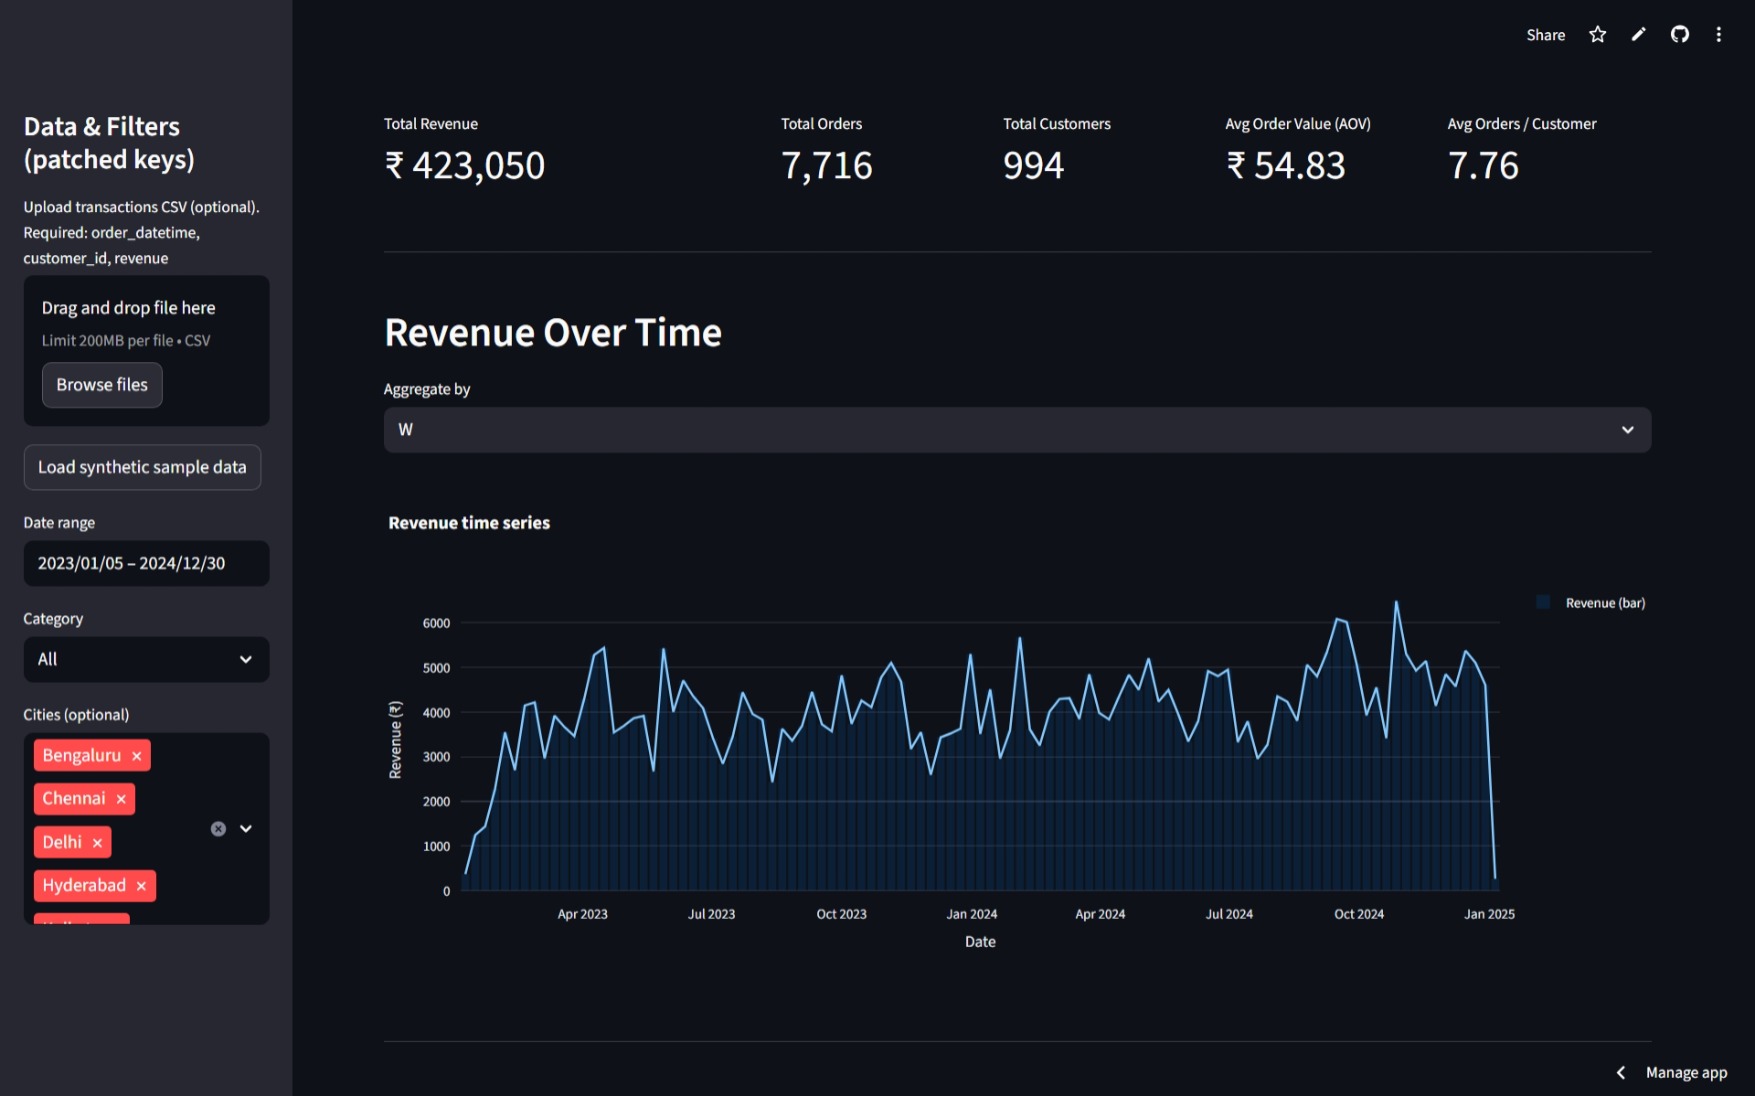 Share
Data & Filters
(patched keys)
Upload transactions CSV (optional).
Required: order_datetime,
customer_id, revenue
Drag and drop file here
Limit 200MB per file • CSV
Browse files
Load synthetic sample data
Date range
2023/01/05 – 2024/12/30
Category
All
Cities (optional)
Bengaluru ×
Chennai ×
Delhi ×
Hyderabad ×
Total Revenue
₹ 423,050
Total Orders
7,716
Total Customers
994
Avg Order Value (AOV)
₹ 54.83
Avg Orders / Customer
7.76
Revenue Over Time
Aggregate by
W
Revenue time series
Revenue (bar)
Revenue (₹)
6000
5000
4000
3000
2000
1000
0
Apr 2023
Jul 2023
Oct 2023
Jan 2024
Apr 2024
Jul 2024
Oct 2024
Jan 2025
Date
Manage app